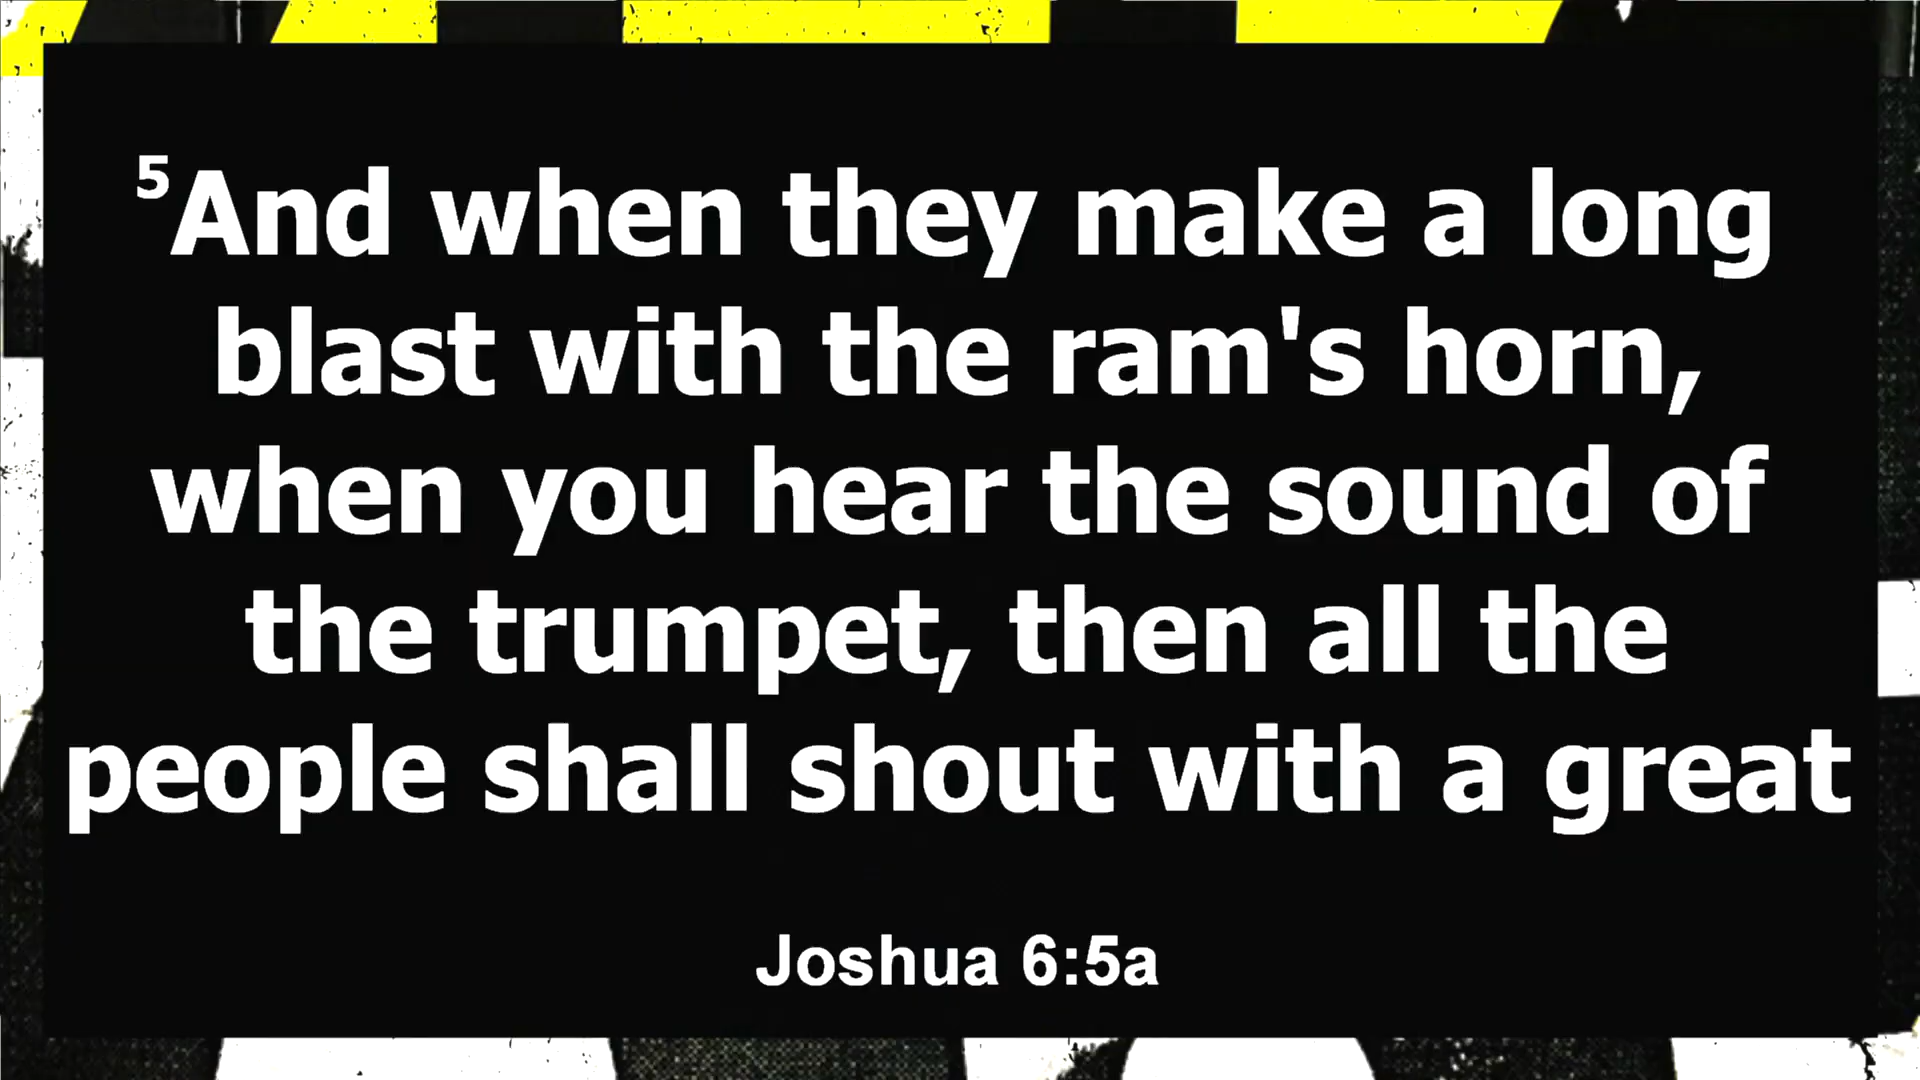 5And when they make a long
blast with the ram's horn,
when you hear the sound of
the trumpet, then all the
people shall shout with a great
Joshua 6:5a